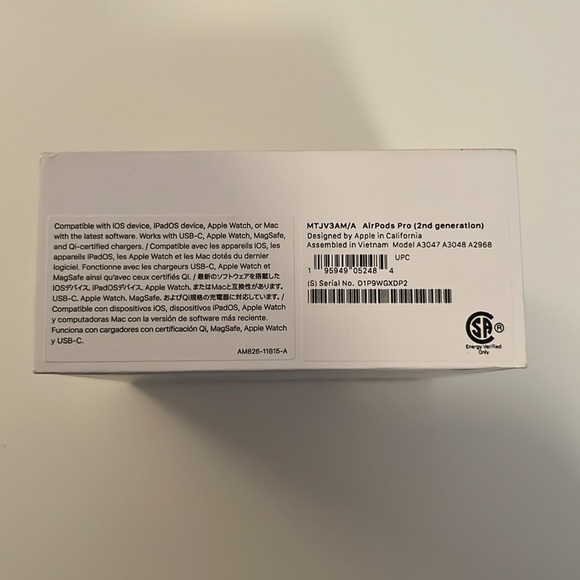 Compatible with iOS device, iPadOS device, Apple Watch, or Mac
with the latest software. Works with USB-C, Apple Watch, MagSafe,
and Qi-certified chargers. / Compatible avec les appareils iOS, les
appareils iPadOS, les Apple Watch et les Mac dotés du dernier
logiciel. Fonctionne avec les chargeurs USB-C, Apple Watch et
MagSafe ainsi qu'avec ceux certifiés Qi. / 最新のソフトウェアを搭載した
iOSデバイス、iPadOSデバイス、Apple Watch、またはMacと互換性があります。
USB-C、Apple Watch、MagSafe、およびQi規格の充電器に対応しています。 /
Compatible con dispositivos iOS, dispositivos iPadOS, Apple Watch
y computadoras Mac con la versión de software más reciente.
Funciona con cargadores con certificación Qi, MagSafe, Apple Watch
y USB-C.
AM826-11815-A
MTJV3AM/A AirPods Pro (2nd generation)
Designed by Apple in California
Assembled in Vietnam Model A3047 A3048 A2968
UPC
1 95949 05248 4
(S) Serial No. D1P9WGXDP2
SA ®
Energy Verified
Only